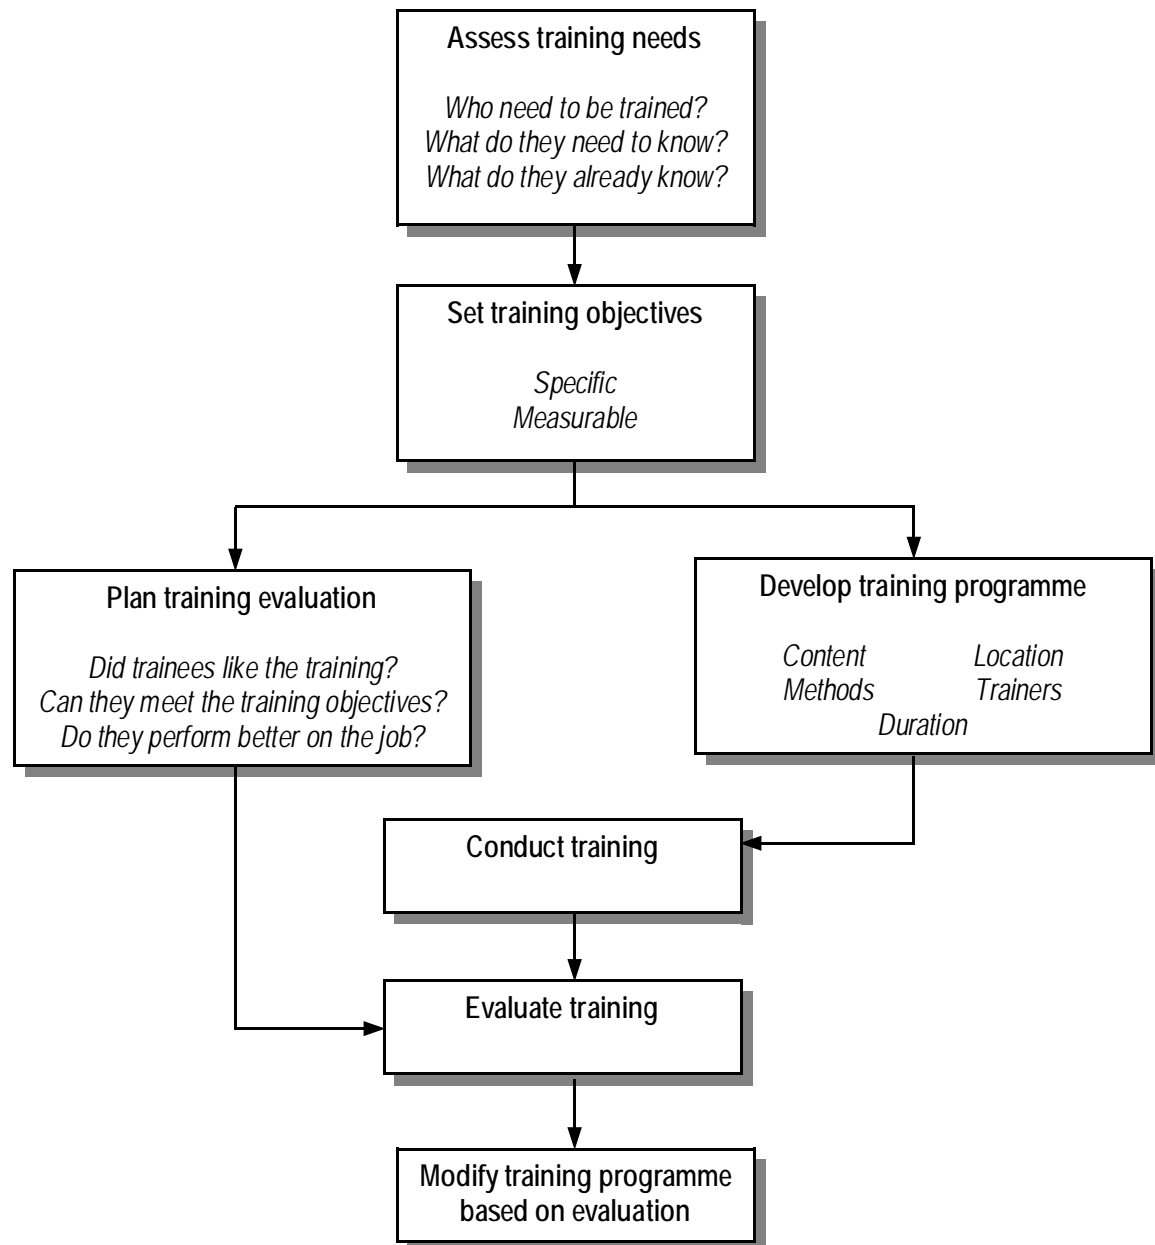 Assess training needs
Who need to be trained?
What do they need to know?
What do they already know?
Set training objectives
Specific
Measurable
Plan training evaluation
Did trainees like the training?
Can they meet the training objectives?
Do they perform better on the job?
Develop training programme
Content Location
Methods Trainers
Duration
Conduct training
Evaluate training
Modify training programme
based on evaluation